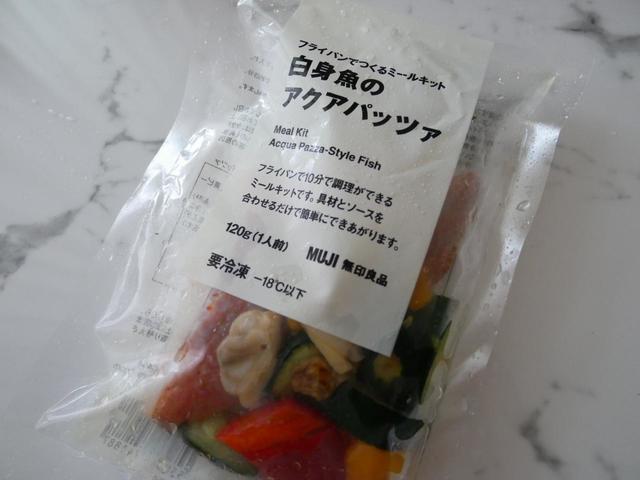 フライパンでつくるミールキット
白身魚の
アクアパッツァ
Meal Kit
Acqua Pazza-Style Fish
フライパンで10分で調理ができる
ミールキットです。具材とソースを
合わせるだけで簡単にできあがります。
120g(1人前) MUJI 無印良品
要冷凍 −18℃以下